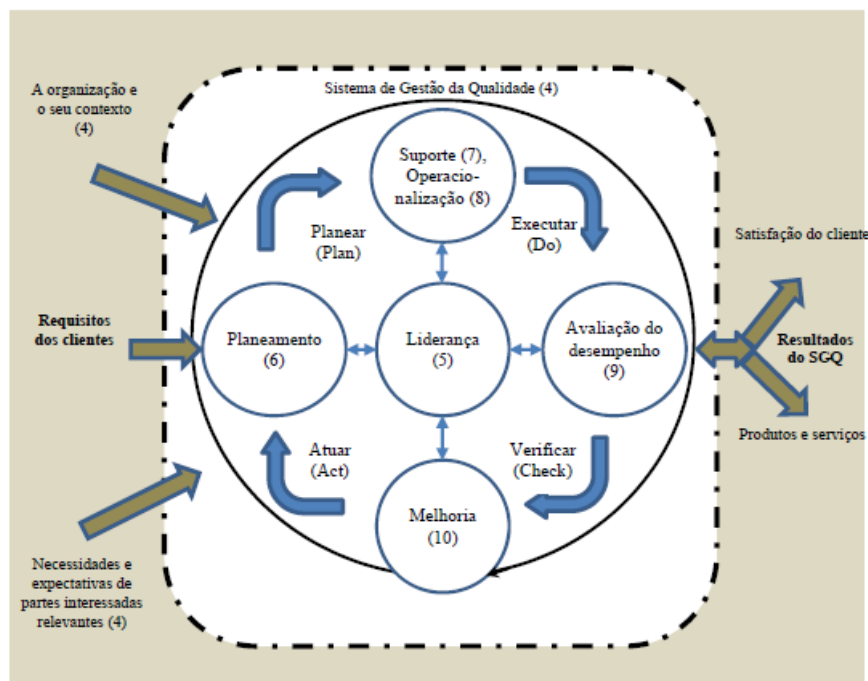 Sistema de Gestão da Qualidade (4)
A organização e
o seu contexto
(4)
Suporte (7),
Operacio-
nalização (8)
Planear
(Plan)
Executar
(Do)
Satisfação do cliente
Requisitos
dos clientes
Planeamento
(6)
Liderança
(5)
Avaliação do
desempenho
(9)
Resultados
do SGQ
Produtos e serviços
Atuar
(Act)
Verificar
(Check)
Melhoria
(10)
Necessidades e
expectativas de
partes interessadas
relevantes (4)